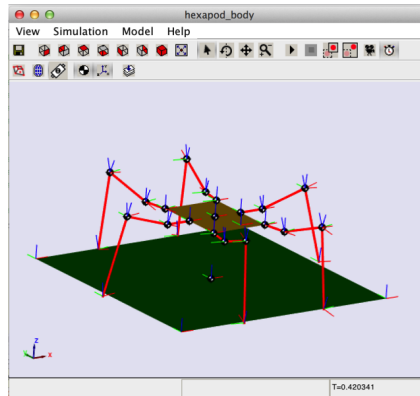 hexapod_body
View Simulation Model Help
z
y
x
T=0.420341